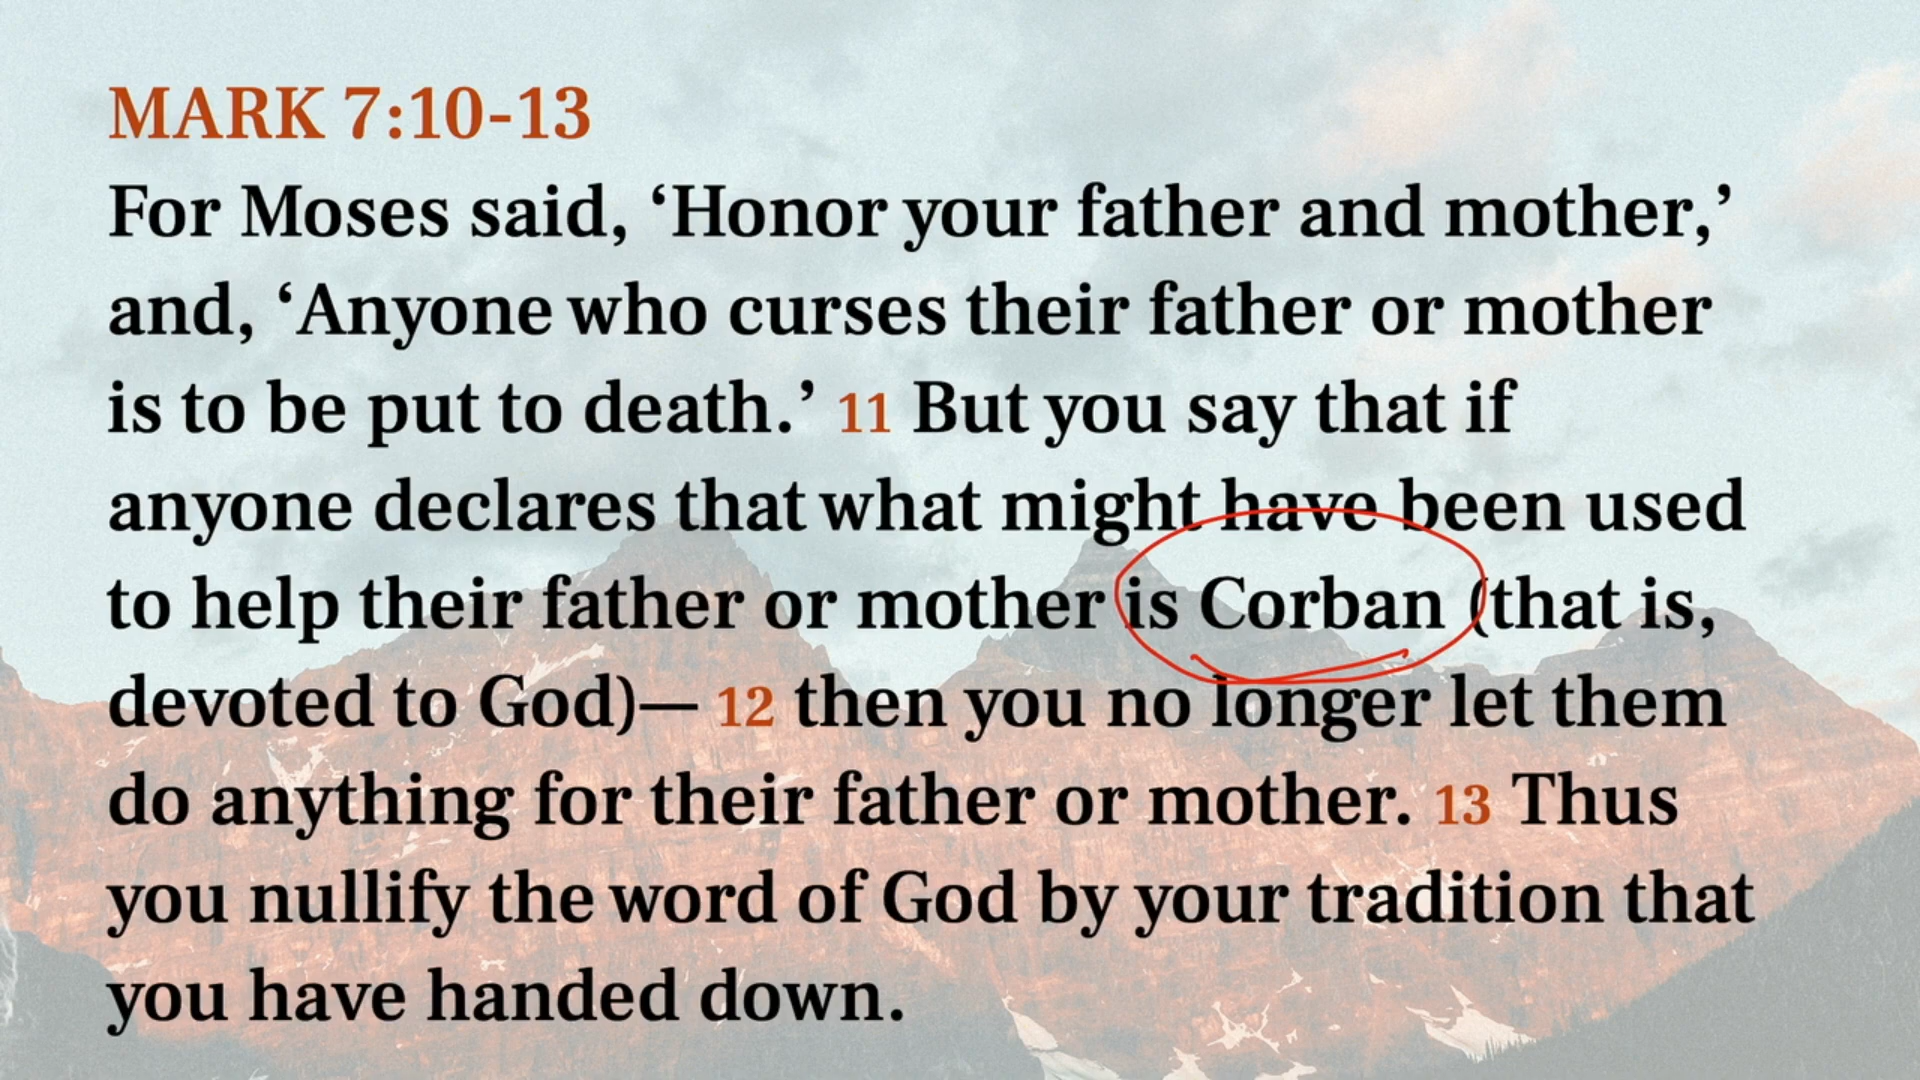 MARK 7:10-13
For Moses said, ‘Honor your father and mother,’
and, ‘Anyone who curses their father or mother
is to be put to death.’ 11 But you say that if
anyone declares that what might have been used
to help their father or mother is Corban (that is,
devoted to God)— 12 then you no longer let them
do anything for their father or mother. 13 Thus
you nullify the word of God by your tradition that
you have handed down.